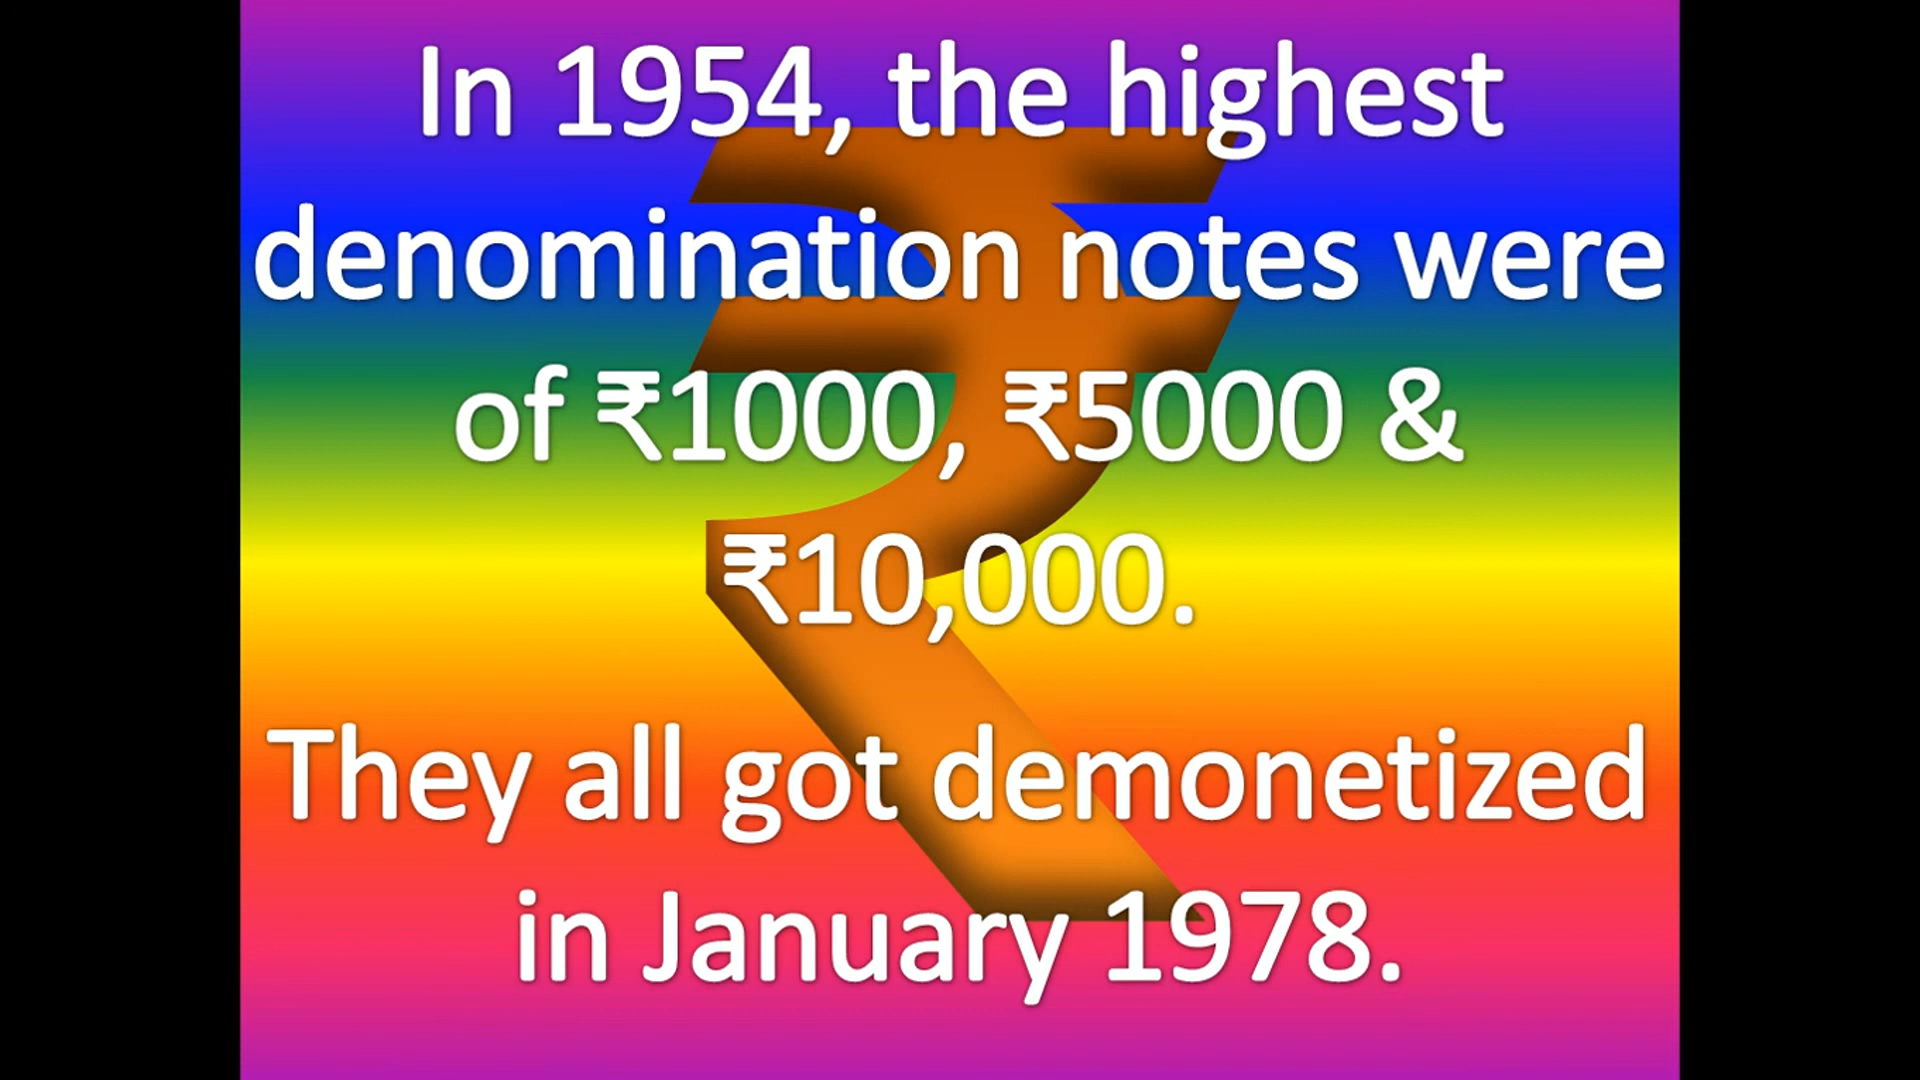 In 1954, the highest
denomination notes were
of ₹1000, ₹5000 &
₹10,000.
They all got demonetized
in January 1978.